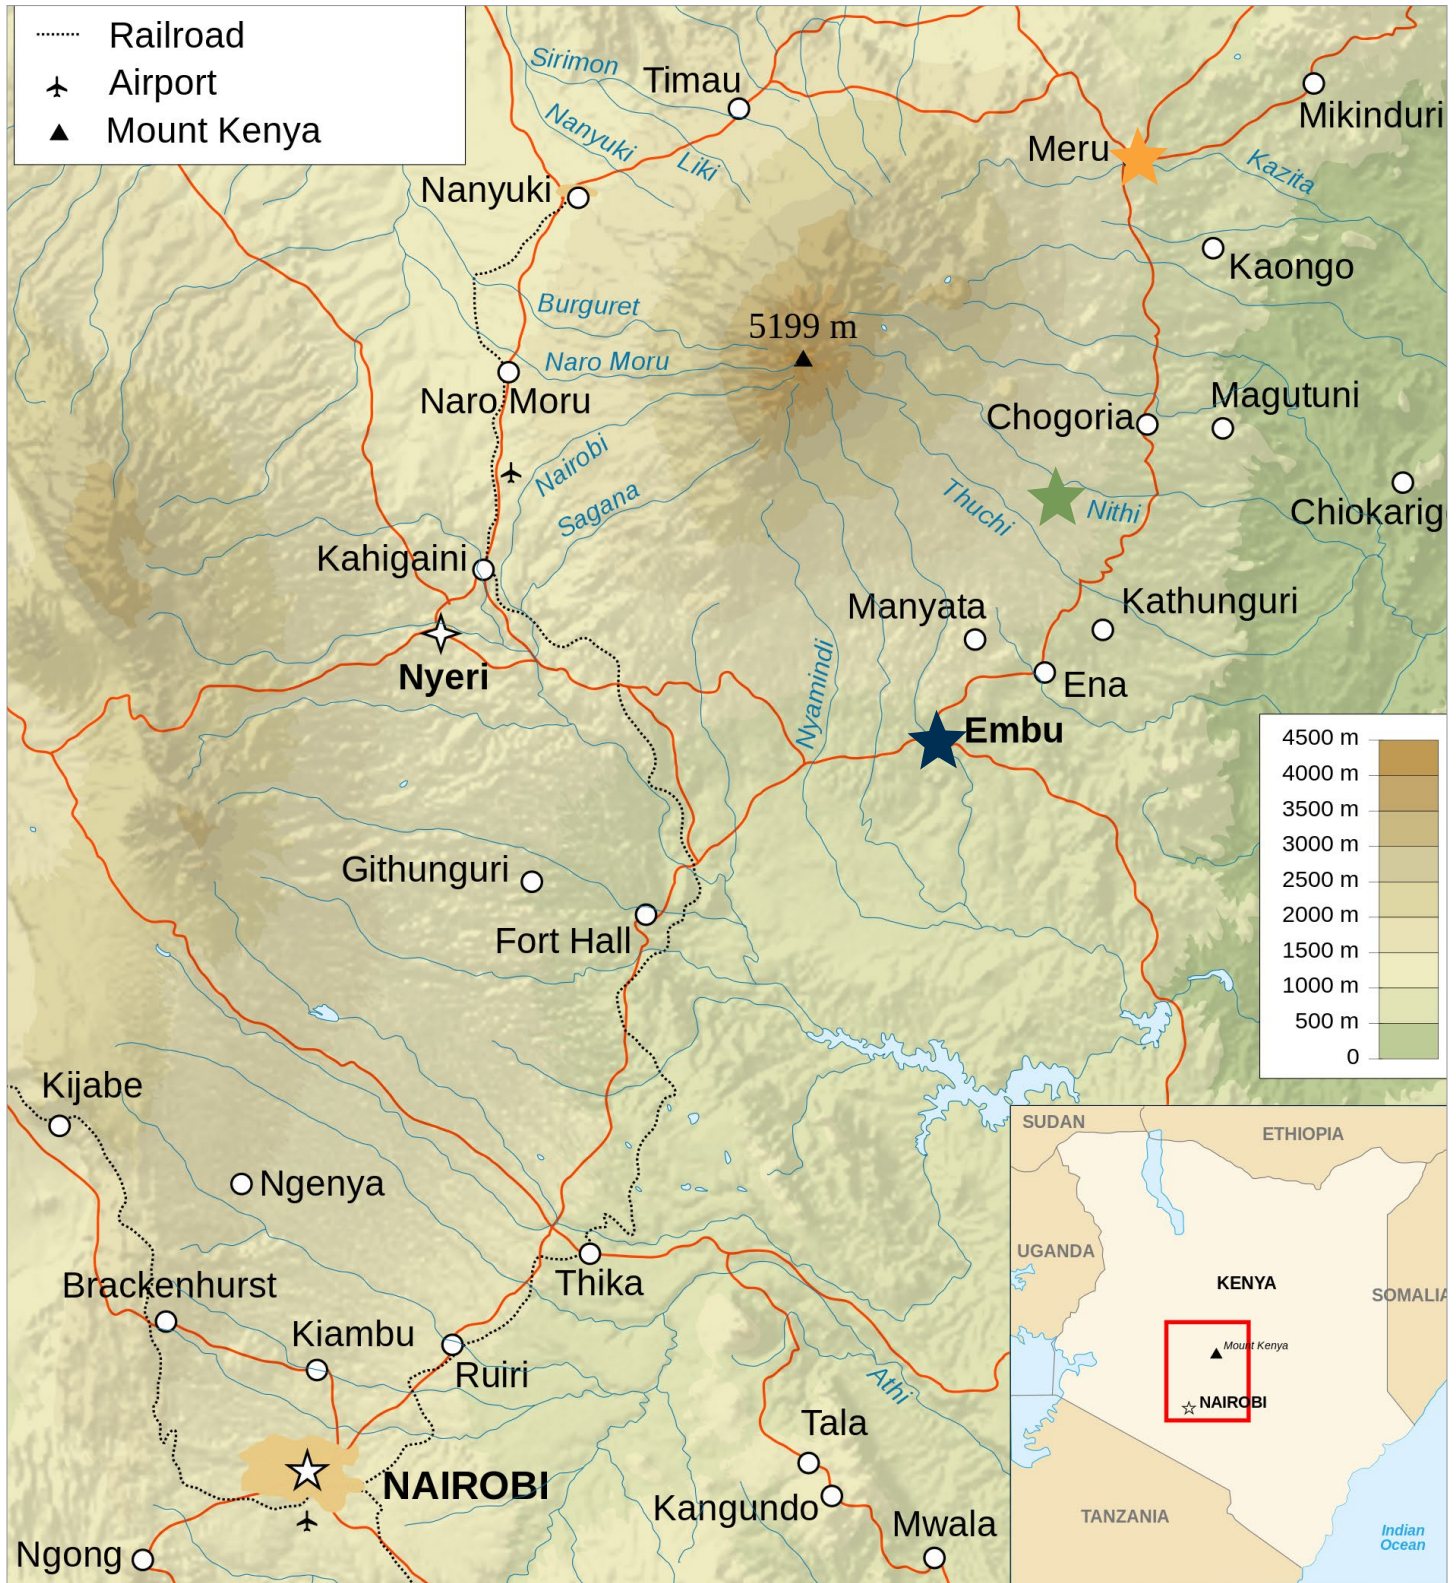 Railroad
Airport
Mount Kenya
Sirimon
Timau
Mikinduri
Nanyuki
Liki
Meru
Kazita
Nanyuki
Kaongo
Burguret
5199 m
Naro Moru
Naro Moru
Magutuni
Chogoria
Nairobi
Sagana
Thuchi
Nithi
Chiokarig
Kahigaini
Manyata
Kathunguri
Nyeri
Ena
Nyamindi
Embu
4500 m
4000 m
3500 m
3000 m
2500 m
2000 m
1500 m
1000 m
500 m
0
Githunguri
Fort Hall
Kijabe
Ngenya
Brackenhurst
Thika
Kiambu
Ruiri
Athi
Tala
NAIROBI
Kangundo
Mwala
Ngong
SUDAN
ETHIOPIA
UGANDA
KENYA
SOMALIA
Mount Kenya
NAIROBI
TANZANIA
Indian
Ocean